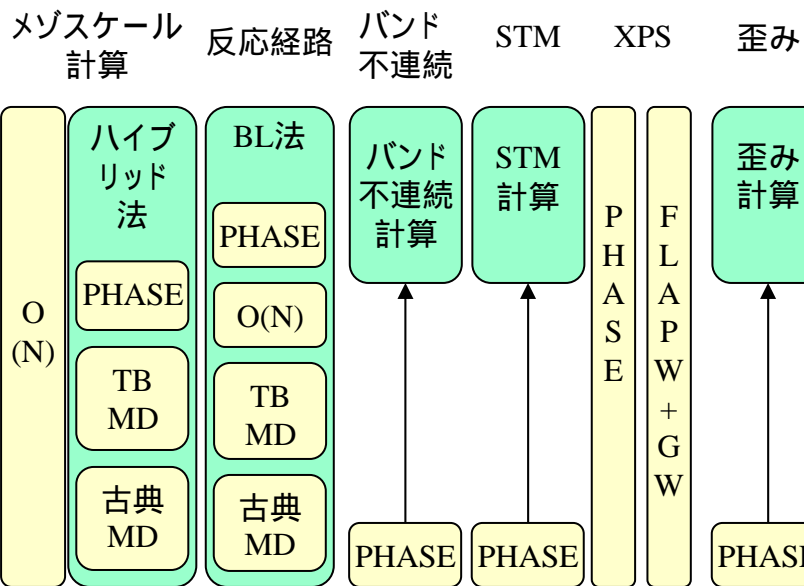 メゾスケール
計算
反応経路
バンド
不連続
STM
XPS
歪み
O
(N)
ハイブ
リッド
法
PHASE
TB
MD
古典
MD
BL法
PHASE
O(N)
TB
MD
古典
MD
バンド
不連続
計算
PHASE
STM
計算
PHASE
P
H
A
S
E
F
L
A
P
W
+
G
W
歪み
計算
PHASE